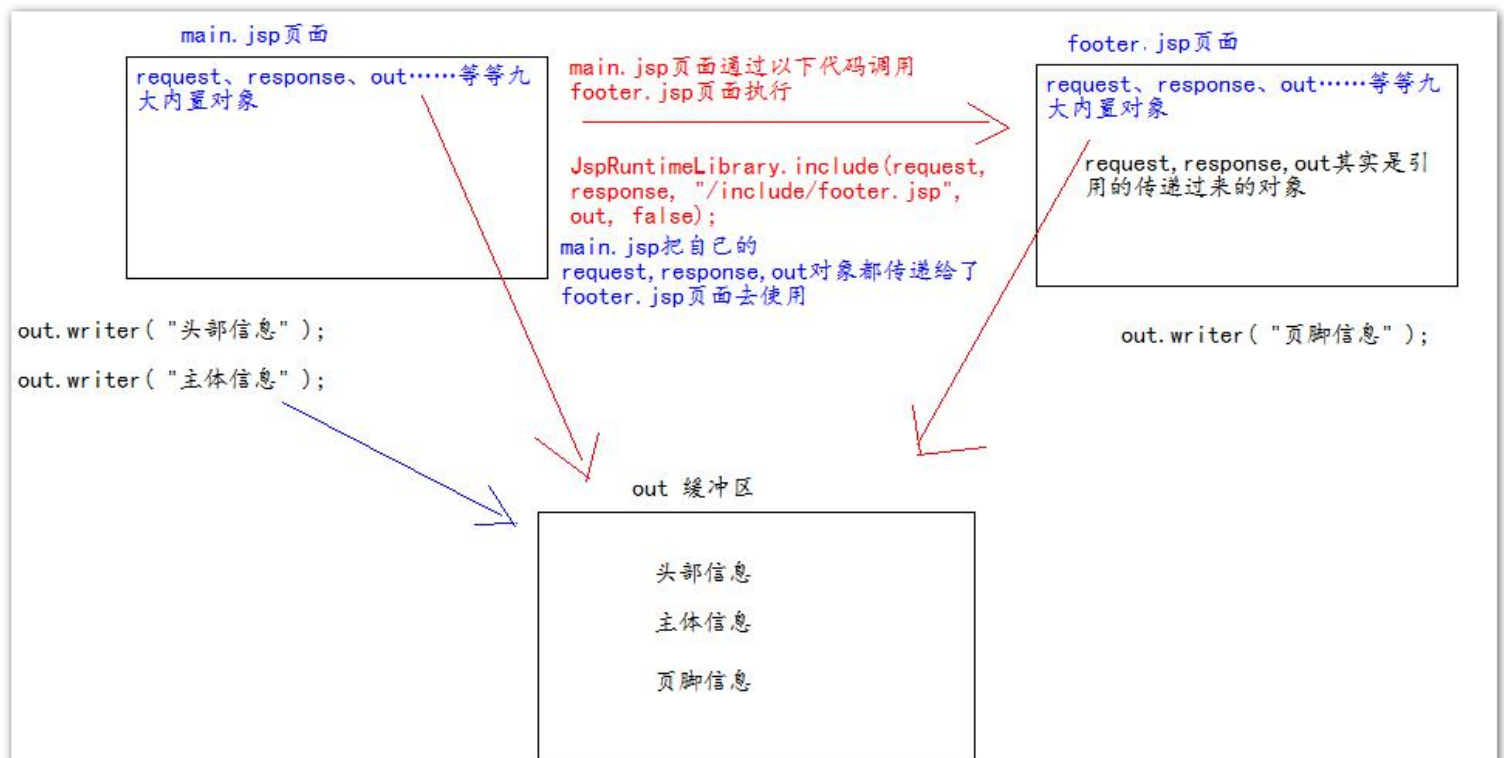 main.jsp页面
request、response、out……等等九
大内置对象
main.jsp页面通过以下代码调用
footer.jsp页面执行
JspRuntimeLibrary.include(request,
response, "/include/footer.jsp",
out, false);
main.jsp把自己的
request,response,out对象都传递给了
footer.jsp页面去使用
footer.jsp页面
request、response、out……等等九
大内置对象
request,response,out其实是引
用的传递过来的对象
out.writer( "头部信息" );
out.writer( "主体信息" );
out.writer( "页脚信息" );
out 缓冲区
头部信息
主体信息
页脚信息